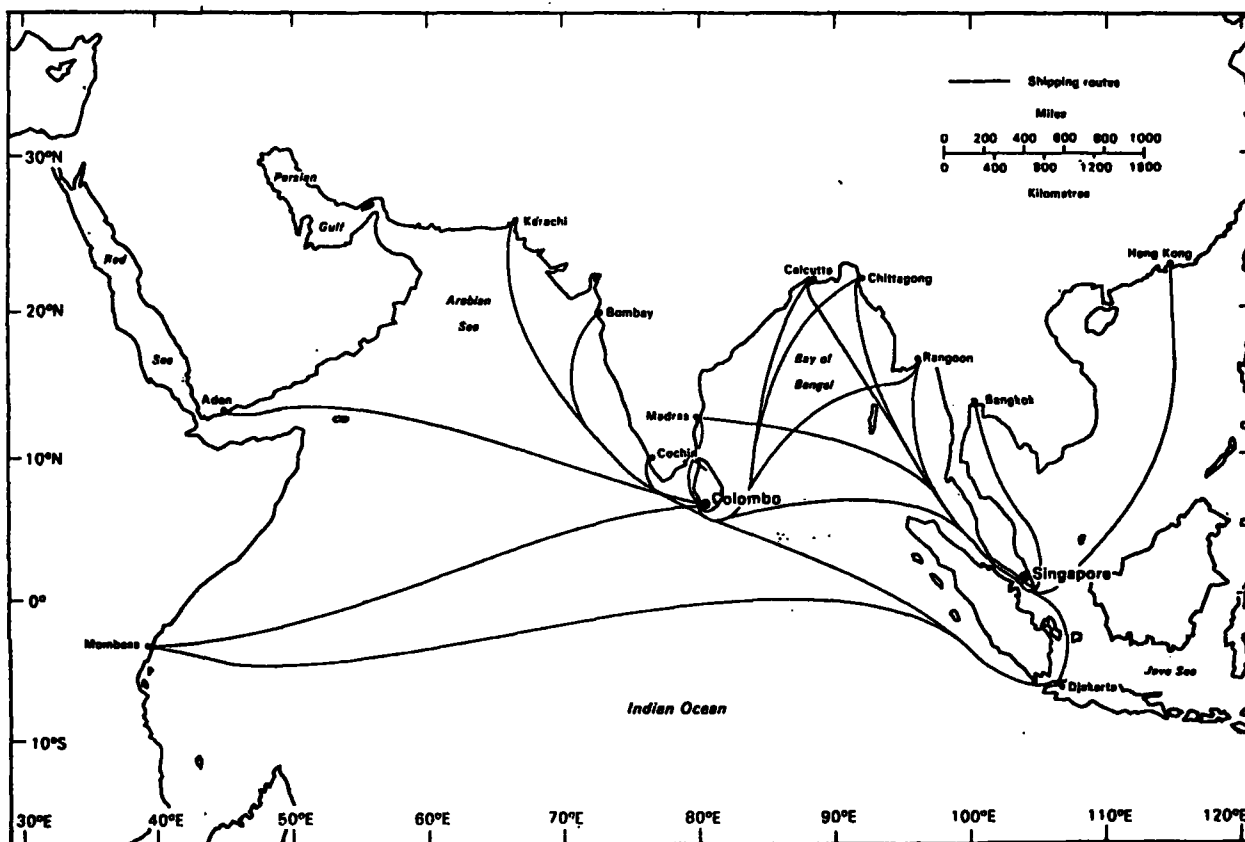 Shipping routes
Miles
0 200 400 600 800 1000
0 400 800 1200 1600
Kilometres
30°N
Persian
Gulf
Karachi
Hong Kong
Red
Calcutta
Chittagong
Arabian
Sea
20°N
Bombay
Sea
Bay of
Bengal
Rangoon
Aden
Madras
Bangkok
10°N
Cochin
Colombo
Singapore
0°
Mombasa
Java Sea
Djakarta
Indian Ocean
10°S
30°E 40°E 50°E 60°E 70°E 80°E 90°E 100°E 110°E 120°E